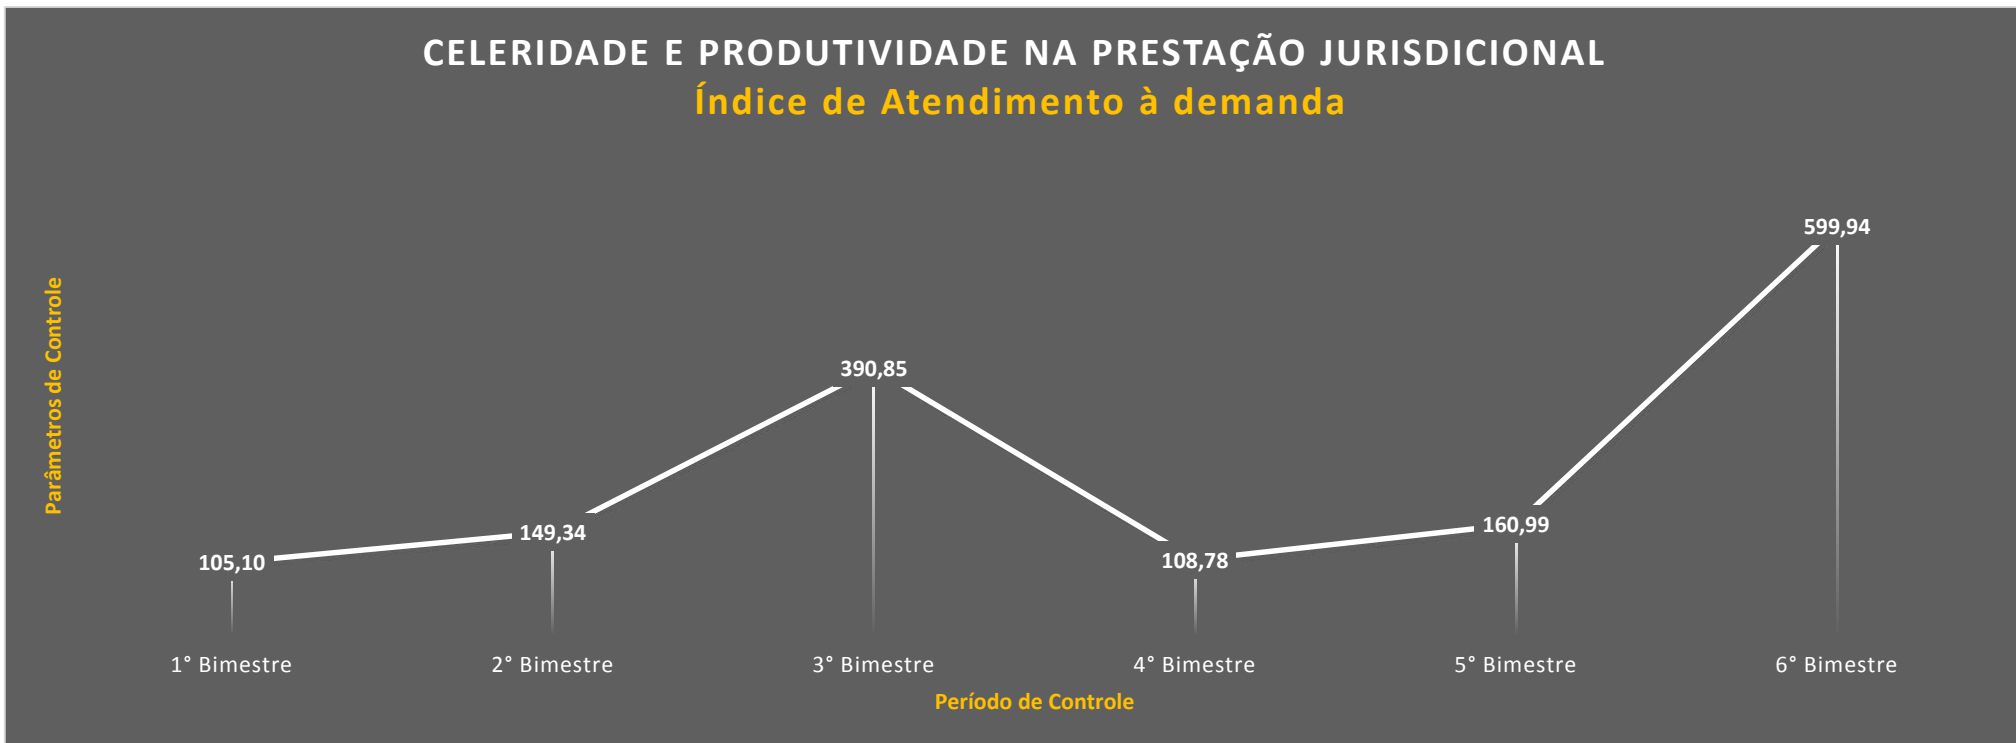 CELERIDADE E PRODUTIVIDADE NA PRESTAÇÃO JURISDICIONAL
Índice de Atendimento à demanda
Parâmetros de Controle
599,94
390,85
160,99
149,34
108,78
105,10
1° Bimestre
2° Bimestre
3° Bimestre
4° Bimestre
5° Bimestre
6° Bimestre
Período de Controle